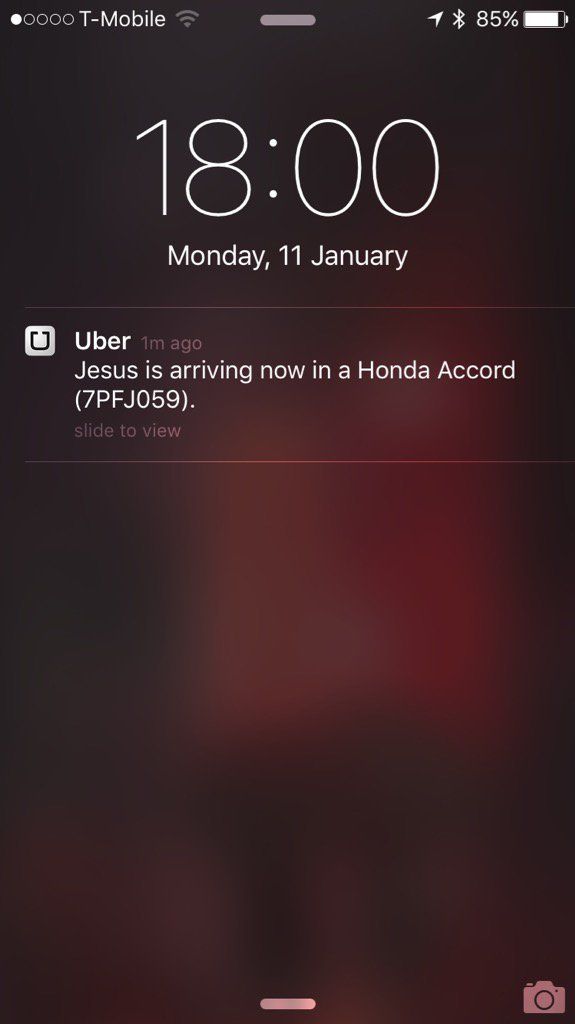 T-Mobile 85%
18:00
Monday, 11 January
Uber 1m ago
Jesus is arriving now in a Honda Accord
(7PFJ059).
slide to view